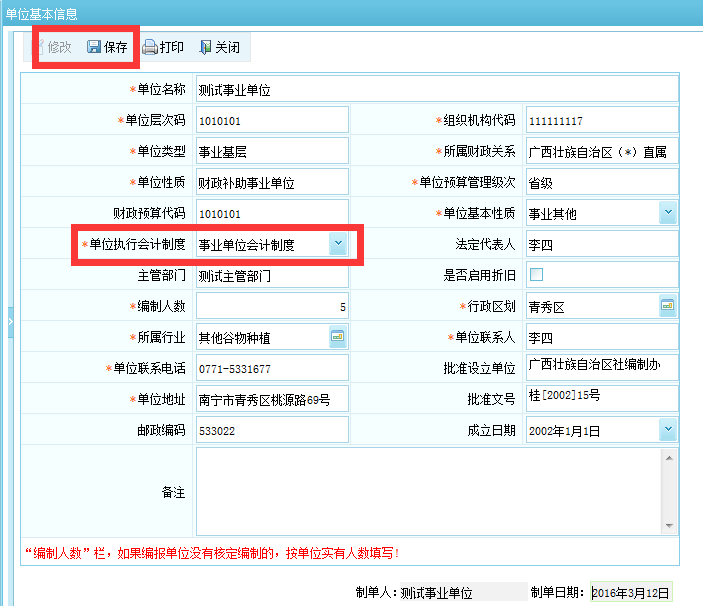 单位基本信息
修改 保存 打印 关闭
*单位名称 测试事业单位
*单位层次码 1010101 *组织机构代码 111111117
*单位类型 事业基层 *所属财政关系 广西壮族自治区（*）直属
*单位性质 财政补助事业单位 *单位预算管理级次 省级
财政预算代码 1010101 *单位基本性质 事业其他
*单位执行会计制度 事业单位会计制度 法定代表人 李四
主管部门 测试主管部门 是否启用折旧
*编制人数 5 *行政区划 青秀区
*所属行业 其他谷物种植 *单位联系人 李四
*单位联系电话 0771-5331677 批准设立单位 广西壮族自治区社编制办
*单位地址 南宁市青秀区桃源路69号 批准文号 桂[2002]15号
邮政编码 533022 成立日期 2002年1月1日
备注
“编制人数”栏，如果编报单位没有核定编制的，按单位实有人数填写！
制单人: 测试事业单位 制单日期: 2016年3月12日